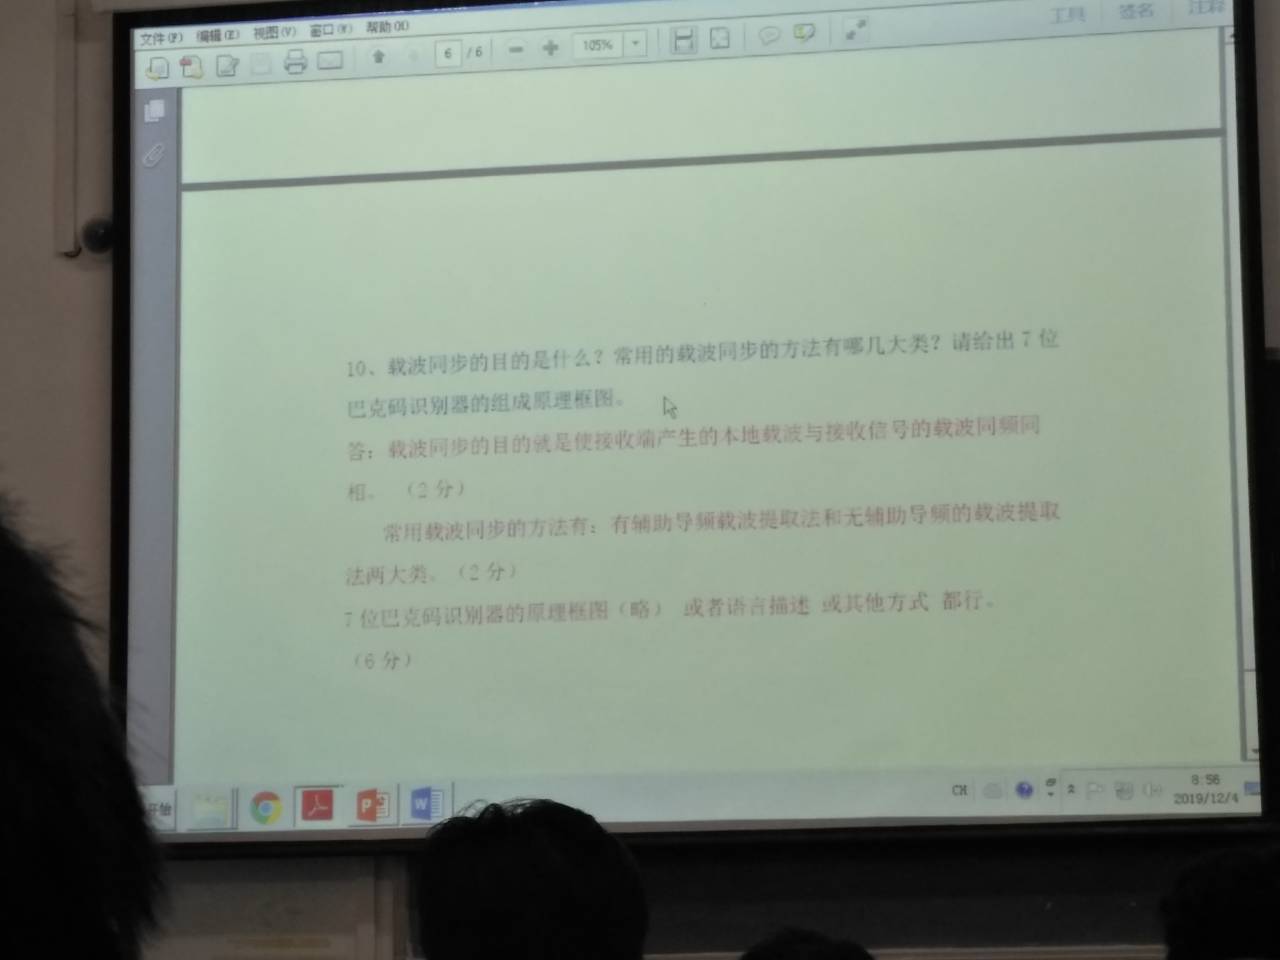 文件(F) 编辑(E) 视图(V) 窗口(W) 帮助(H)
工具 签名 注释
6 / 6 105%
10、载波同步的目的是什么？常用的载波同步的方法有哪几大类？请给出 7 位
巴克码识别器的组成原理框图。
答：载波同步的目的就是使接收端产生的本地载波与接收信号的载波同频同
相。 （2 分）
常用载波同步的方法有：有辅助导频载波提取法和无辅助导频的载波提取
法两大类。（2 分）
7 位巴克码识别器的原理框图（略） 或者语言描述 或其他方式 都行。
（6 分）
开始
CH
8:56
2019/12/4